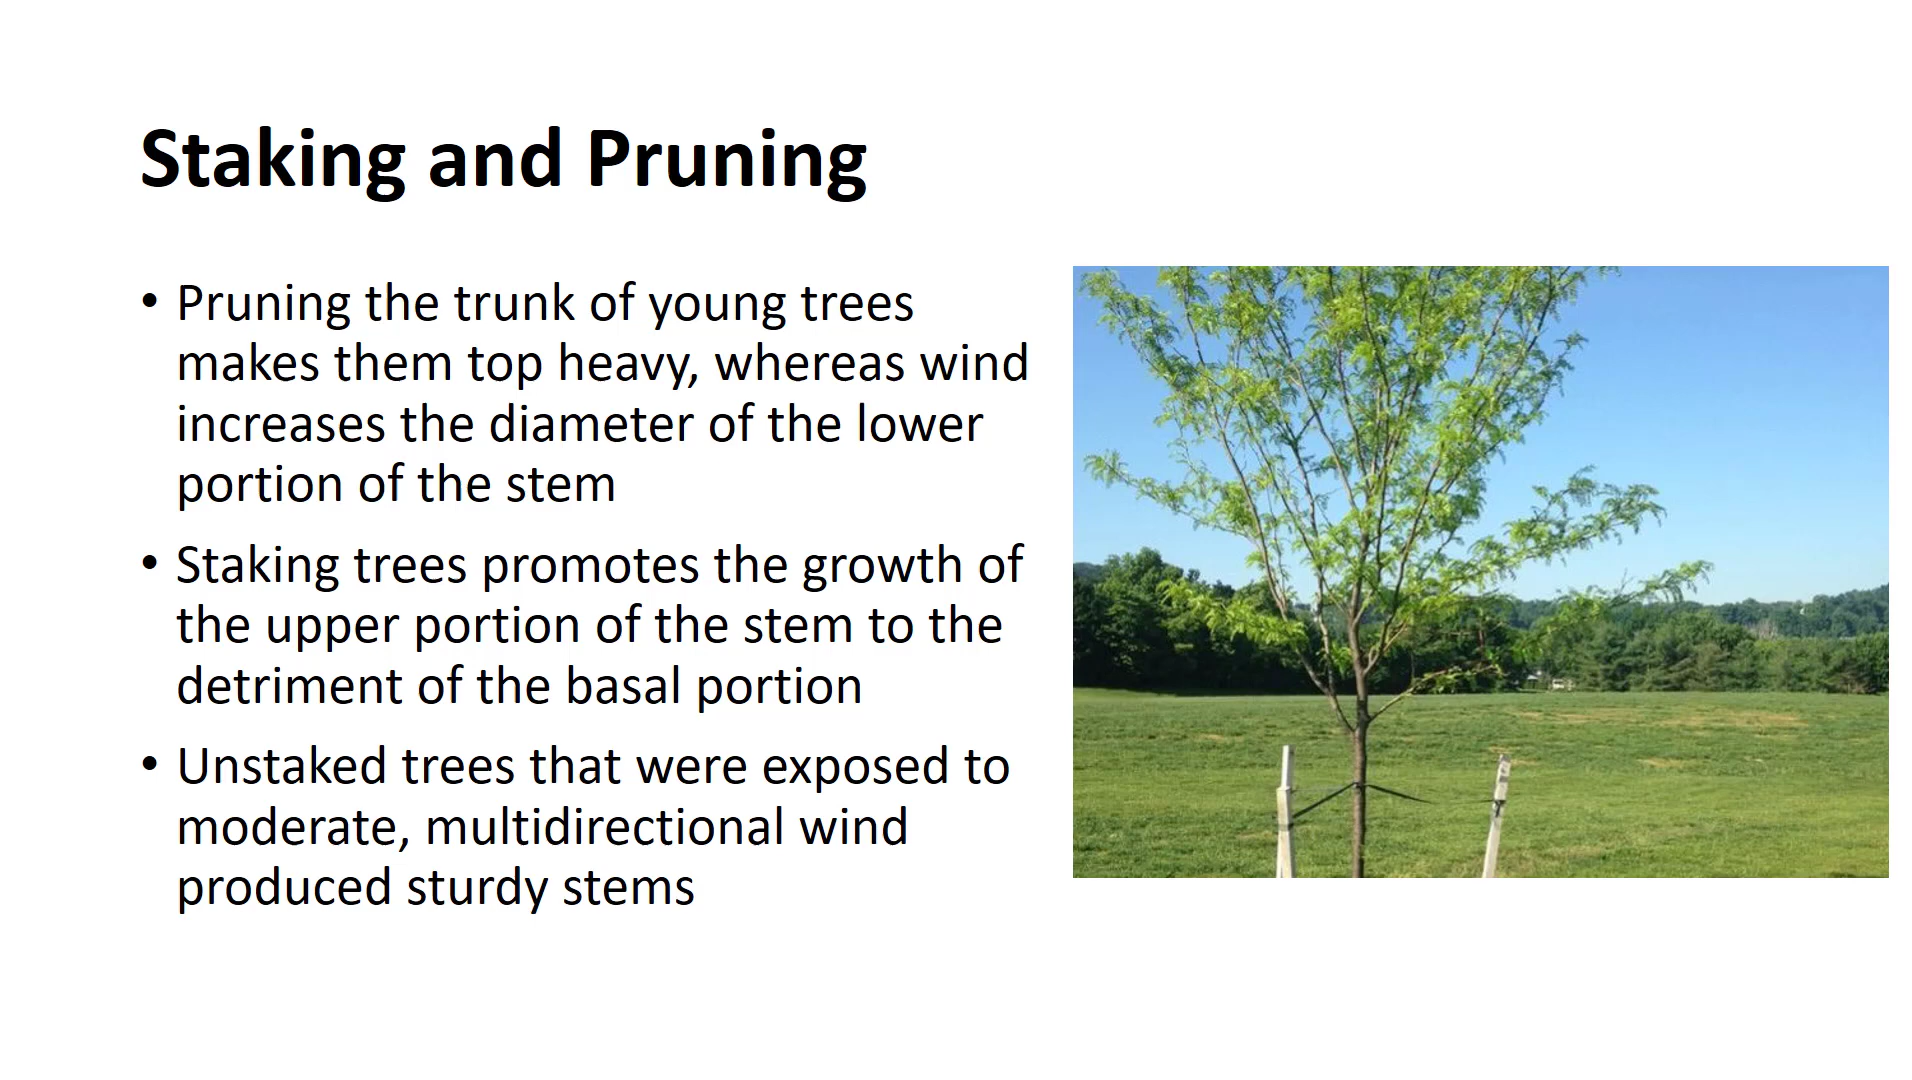 Staking and Pruning
• Pruning the trunk of young trees
makes them top heavy, whereas wind
increases the diameter of the lower
portion of the stem
• Staking trees promotes the growth of
the upper portion of the stem to the
detriment of the basal portion
• Unstaked trees that were exposed to
moderate, multidirectional wind
produced sturdy stems